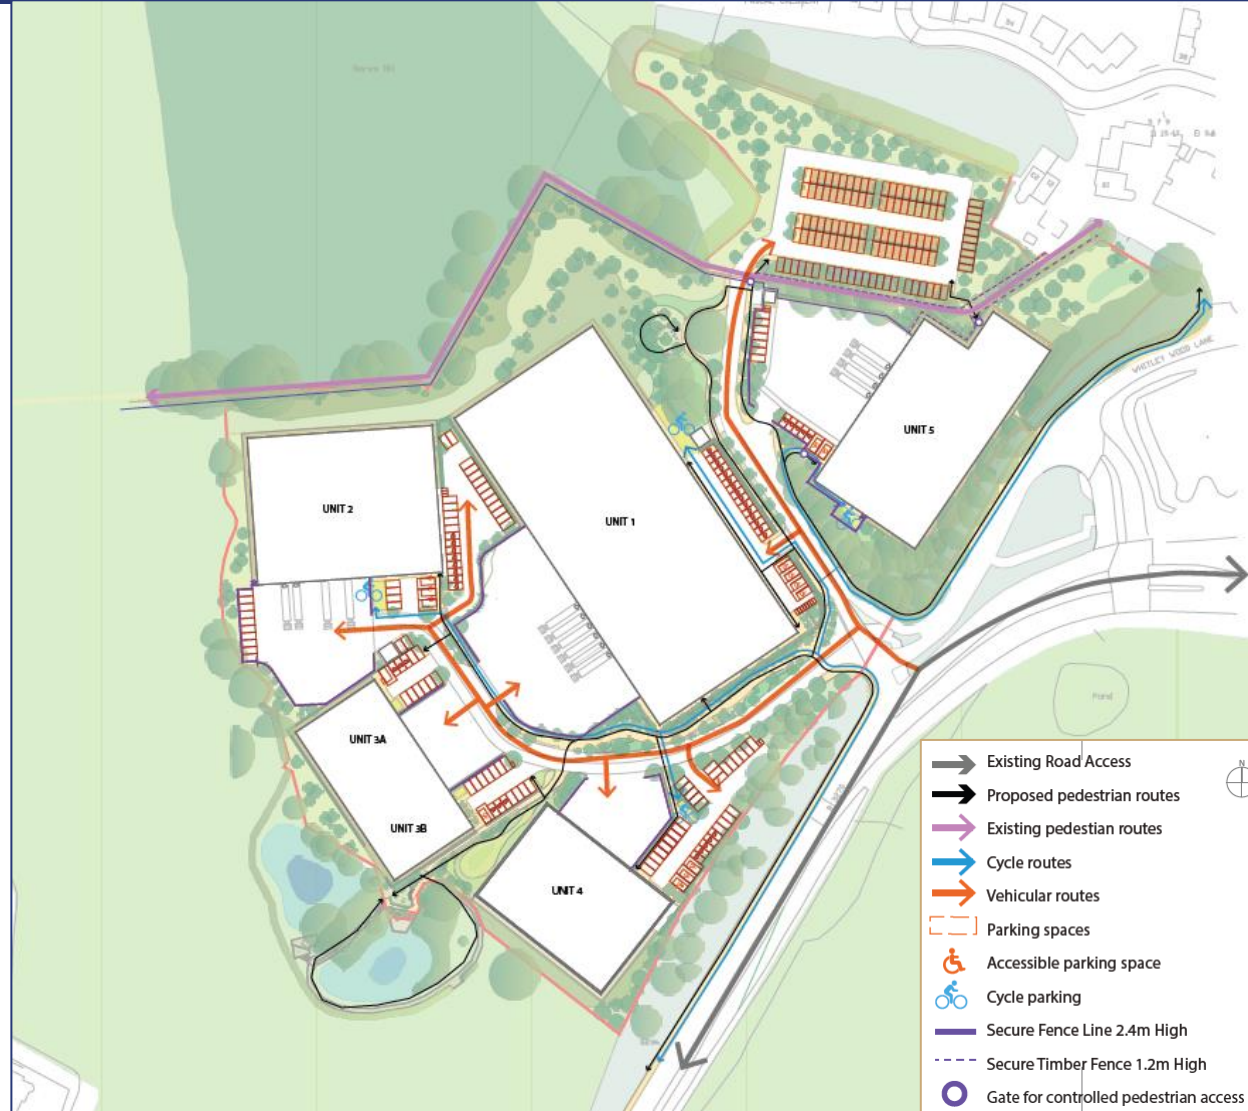 UNIT 5
WHITLEY WOOD LANE
UNIT 2
UNIT 1
UNIT 3A
UNIT 3B
UNIT 4
Pond
N
Existing Road Access
Proposed pedestrian routes
Existing pedestian routes
Cycle routes
Vehicular routes
Parking spaces
Accessible parking space
Cycle parking
Secure Fence Line 2.4m High
Secure Timber Fence 1.2m High
Gate for controlled pedestrian access